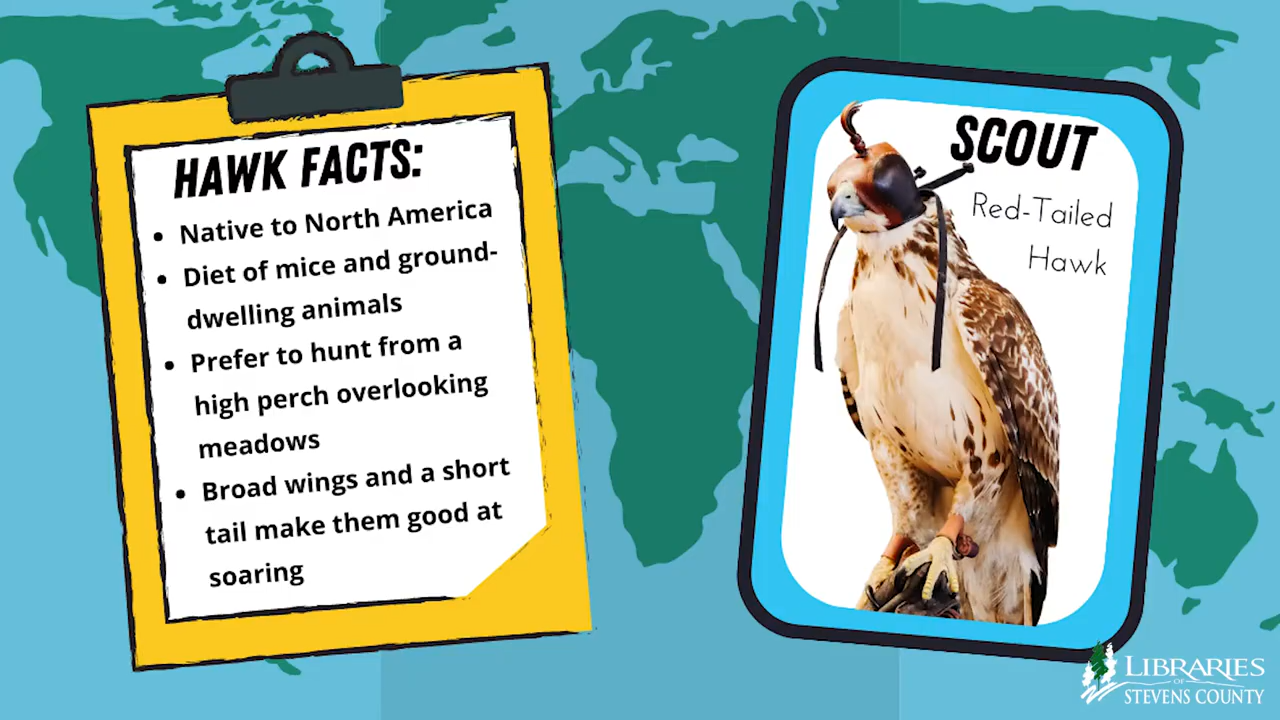 HAWK FACTS:
• Native to North America
• Diet of mice and ground-
dwelling animals
• Prefer to hunt from a
high perch overlooking
meadows
• Broad wings and a short
tail make them good at
soaring
SCOUT
Red-Tailed
Hawk
LIBRARIES
OF
STEVENS COUNTY